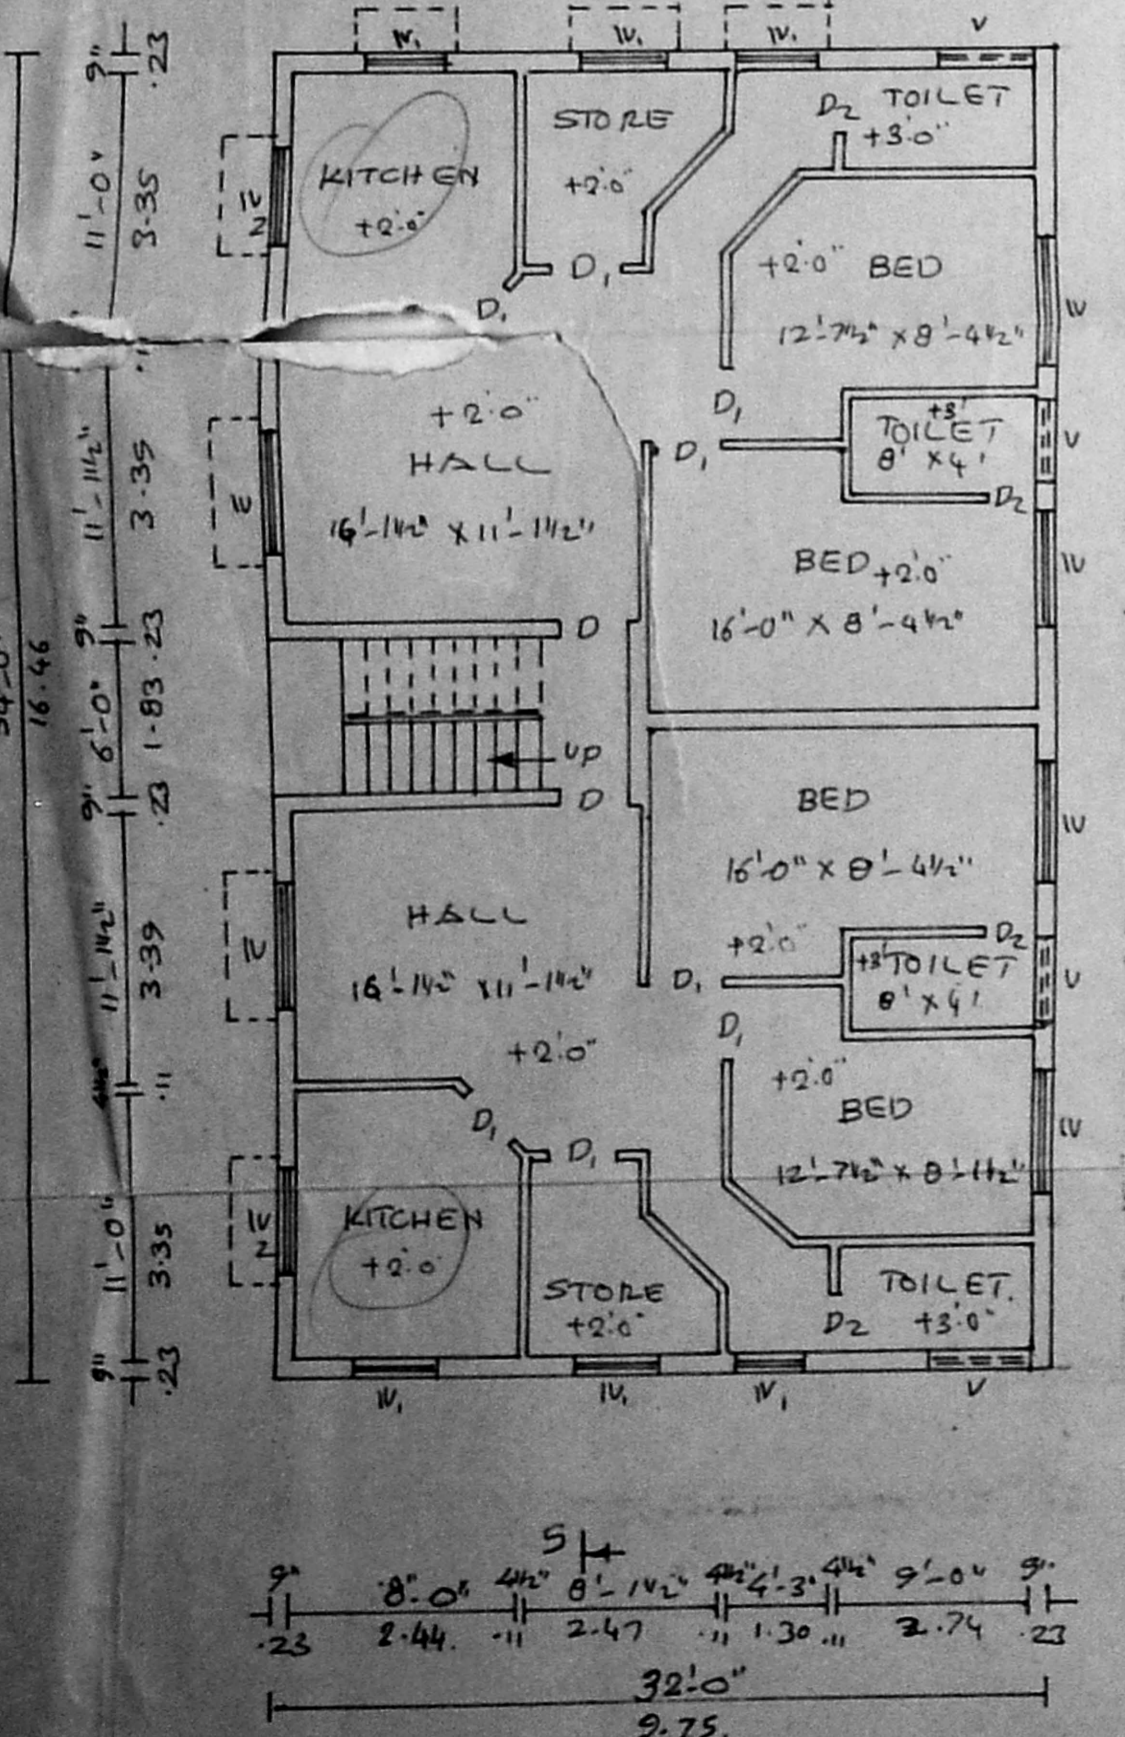 W₁ W₁ W₁ V
9" .23
KITCHEN
+2'.0"
STORE
+2'.0"
D2 TOILET
+3'.0"
11'-0" 3.35
W2
D₁
D₁
+2'.0" BED
12'-7½" x 8'-4½"
W
D₁
D₁
+3'
TOILET
8' x 4'
V
D2
+2'.0"
HALL
16'-1½" x 11'-1½"
W
11'-1½" 3.35
BED +2'.0"
16'-0" x 8'-4½"
W
9" .23
D
16.46
6'-0" 1.83
UP
9" .23
D
BED
16'-0" x 8'-4½"
+2'.0"
W
HALL
16'-1½" x 11'-1½"
+2'.0"
W
11'-1½" 3.39
D2
+3' TOILET
8' x 4'
V
D₁
D₁
4½" .11
+2'.0"
BED
12'-7½" x 8'-1½"
W
D₁
D₁
KITCHEN
+2'.0
W2
11'-0" 3.35
STORE
+2'.0"
TOILET.
D2 +3'.0"
9" .23
W₁ W₁ W₁ V
S
9" 8'-0" 4½" 8'-1½" 4½" 4'-3" 4½" 9'-0" 9"
.23 2.44. .11 2.47 .11 1.30 .11 2.74 .23
32'-0"
9.75.